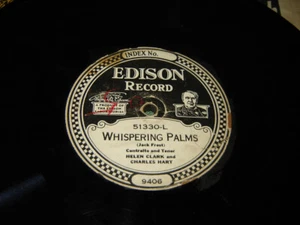 INDEX No.
EDISON
RECORD
51330-L
WHISPERING PALMS
(Jack Frost)
Contralto and Tenor
HELEN CLARK and
CHARLES HART
9406